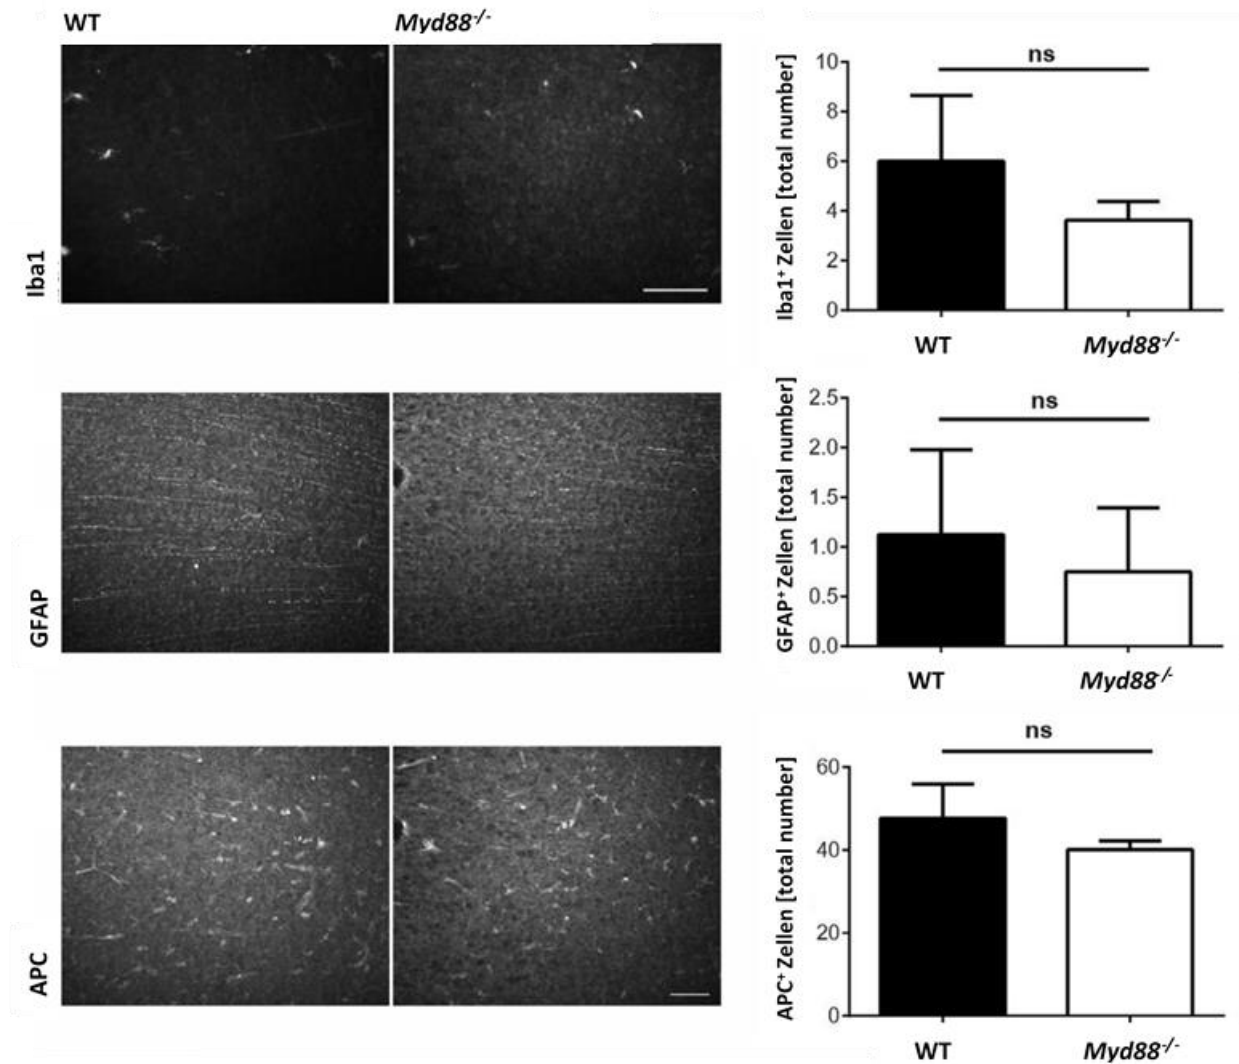 WT
Myd88-/-
Iba1
ns
Iba1+ Zellen [total number]
10
8
6
4
2
0
WT
Myd88-/-
GFAP
ns
GFAP+ Zellen [total number]
2.5
2.0
1.5
1.0
0.5
0.0
WT
Myd88-/-
APC
ns
APC+ Zellen [total number]
60
40
20
0
WT
Myd88-/-